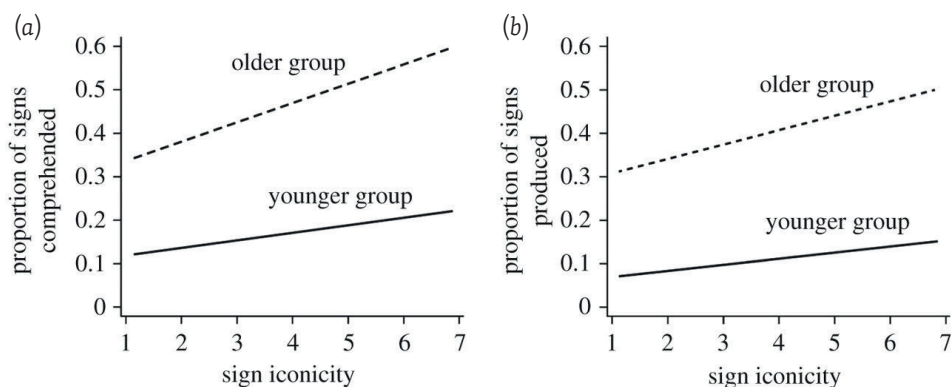 (a)
0.6
0.5
0.4
0.3
0.2
0.1
0
proportion of signs
comprehended
older group
younger group
1 2 3 4 5 6 7
sign iconicity
(b)
0.6
0.5
0.4
0.3
0.2
0.1
0
proportion of signs
produced
older group
younger group
1 2 3 4 5 6 7
sign iconicity